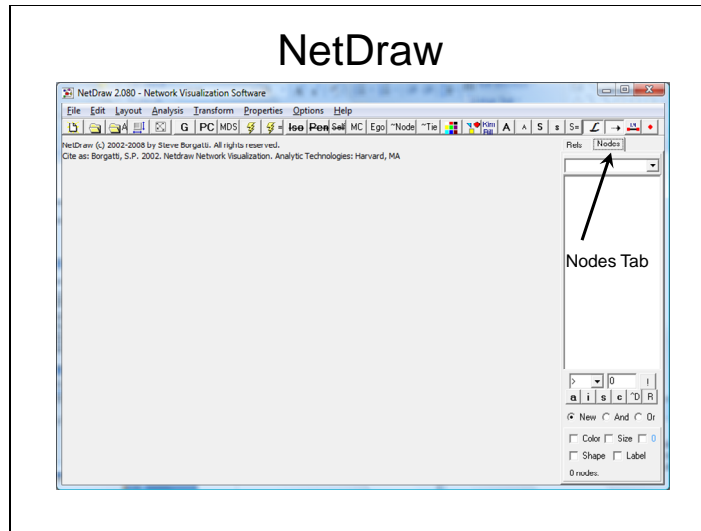 NetDraw
NetDraw 2.080 - Network Visualization Software
File Edit Layout Analysis Transform Properties Options Help
G PC MDS = Iso Pen Sel MC Ego ~Node ~Tie A A S s S= L →
NetDraw (c) 2002-2008 by Steve Borgatti. All rights reserved.
Cite as: Borgatti, S.P. 2002. Netdraw Network Visualization. Analytic Technologies: Harvard, MA
Rels Nodes
Nodes Tab
> 0 !
a i s c ^D R
New And Or
Color Size 0
Shape Label
0 nodes.